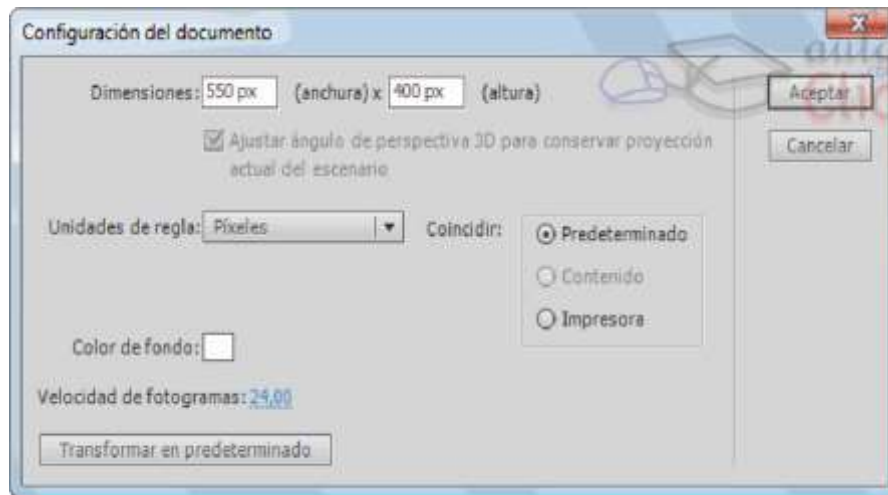 Configuración del documento
Dimensiones: 550 px (anchura) x 400 px (altura)
Aceptar
Ajustar ángulo de perspectiva 3D para conservar proyección
actual del escenario
Cancelar
Unidades de regla: Píxeles Coincidir:
Predeterminado
Contenido
Impresora
Color de fondo:
Velocidad de fotogramas: 24,00
Transformar en predeterminado